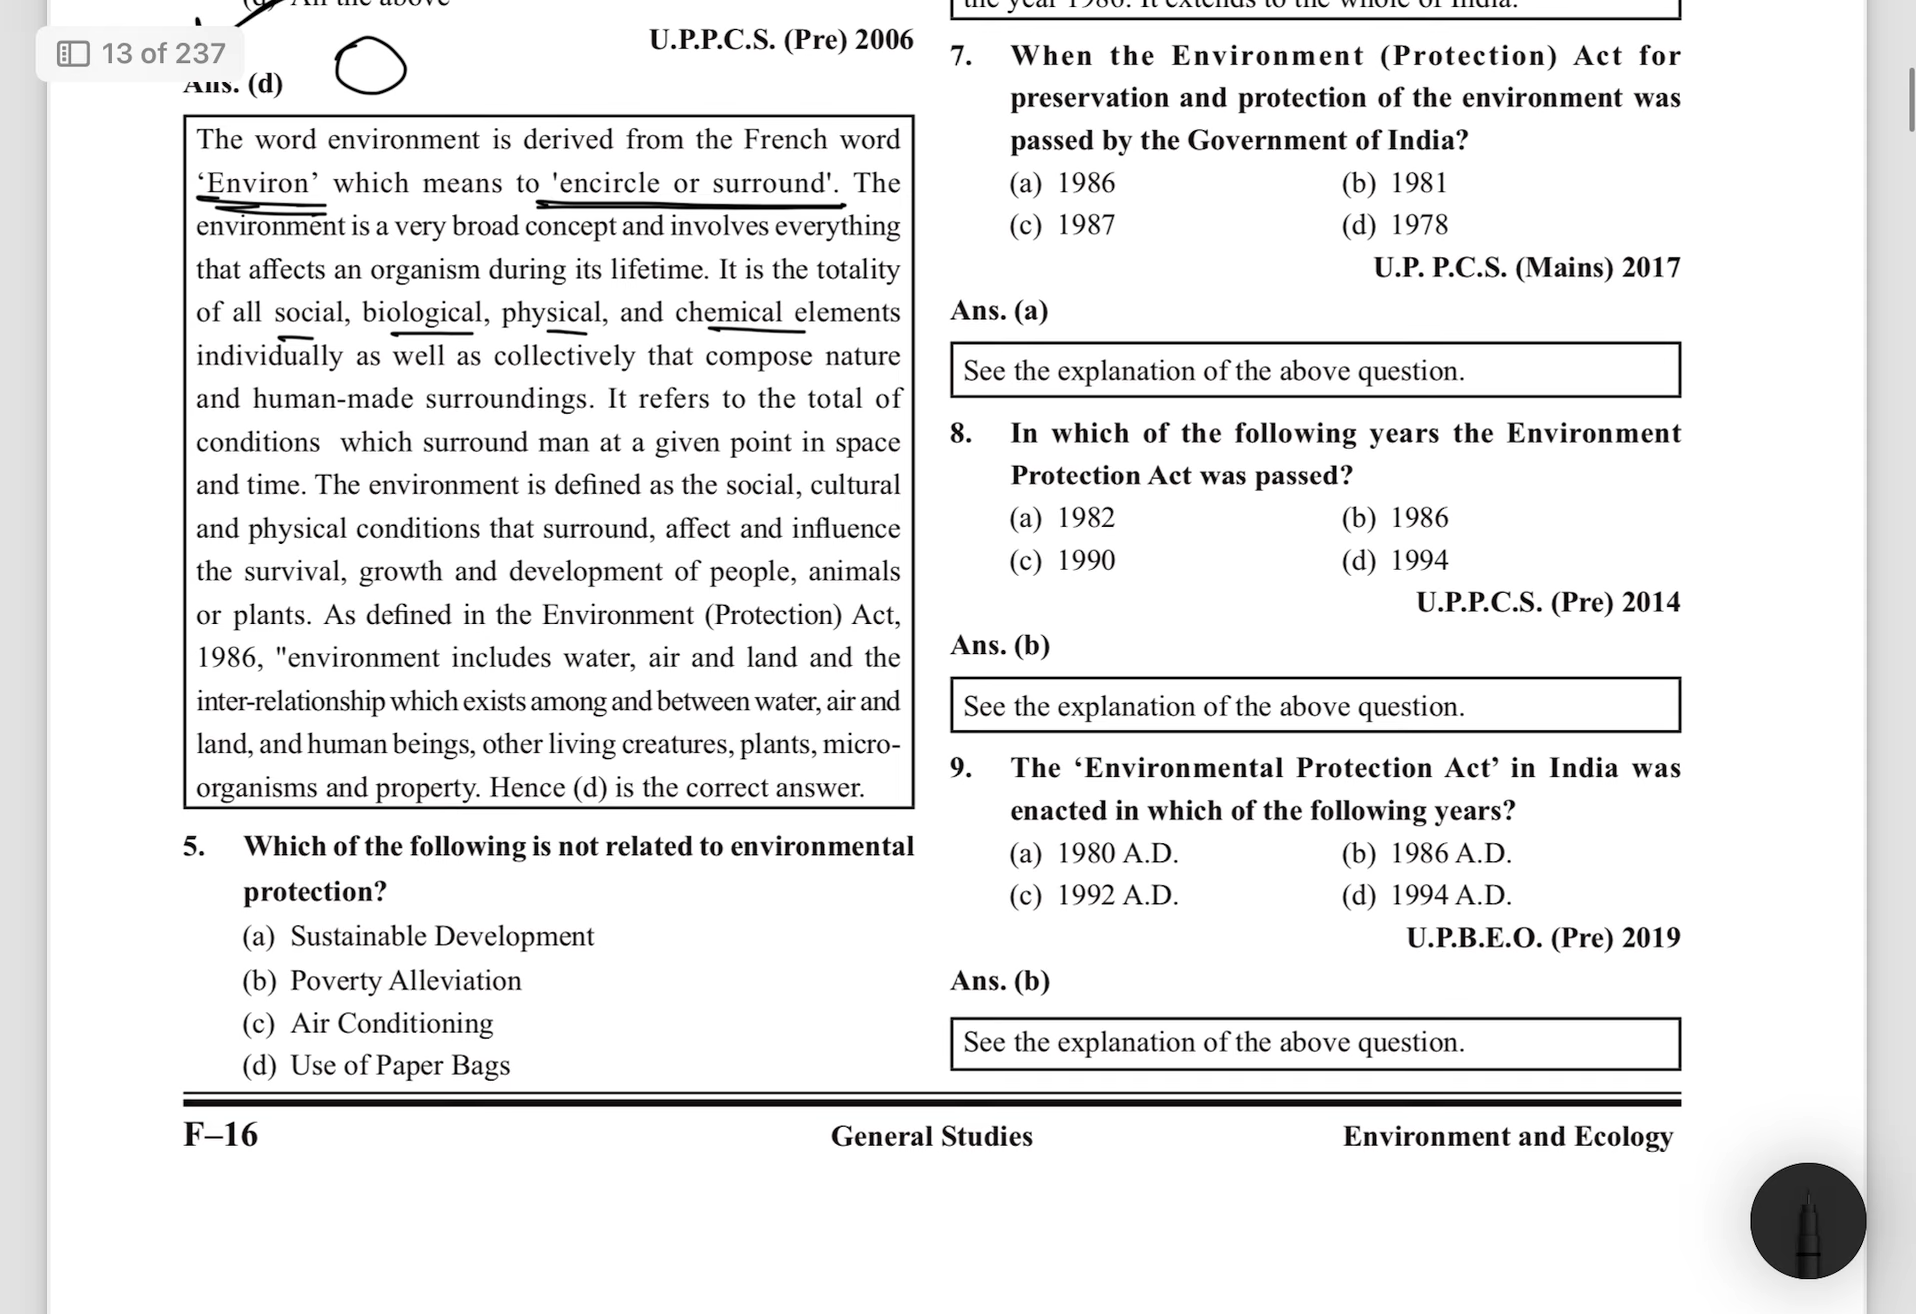 (d) All the above
13 of 237
U.P.P.C.S. (Pre) 2006
Ans. (d)
The word environment is derived from the French word
‘Environ’ which means to 'encircle or surround'. The
environment is a very broad concept and involves everything
that affects an organism during its lifetime. It is the totality
of all social, biological, physical, and chemical elements
individually as well as collectively that compose nature
and human-made surroundings. It refers to the total of
conditions which surround man at a given point in space
and time. The environment is defined as the social, cultural
and physical conditions that surround, affect and influence
the survival, growth and development of people, animals
or plants. As defined in the Environment (Protection) Act,
1986, "environment includes water, air and land and the
inter-relationship which exists among and between water, air and
land, and human beings, other living creatures, plants, micro-
organisms and property. Hence (d) is the correct answer.
5. Which of the following is not related to environmental
protection?
(a) Sustainable Development
(b) Poverty Alleviation
(c) Air Conditioning
(d) Use of Paper Bags
the year 1986. It extends to the whole of India.
7. When the Environment (Protection) Act for
preservation and protection of the environment was
passed by the Government of India?
(a) 1986 (b) 1981
(c) 1987 (d) 1978
U.P. P.C.S. (Mains) 2017
Ans. (a)
See the explanation of the above question.
8. In which of the following years the Environment
Protection Act was passed?
(a) 1982 (b) 1986
(c) 1990 (d) 1994
U.P.P.C.S. (Pre) 2014
Ans. (b)
See the explanation of the above question.
9. The ‘Environmental Protection Act’ in India was
enacted in which of the following years?
(a) 1980 A.D. (b) 1986 A.D.
(c) 1992 A.D. (d) 1994 A.D.
U.P.B.E.O. (Pre) 2019
Ans. (b)
See the explanation of the above question.
F–16 General Studies Environment and Ecology